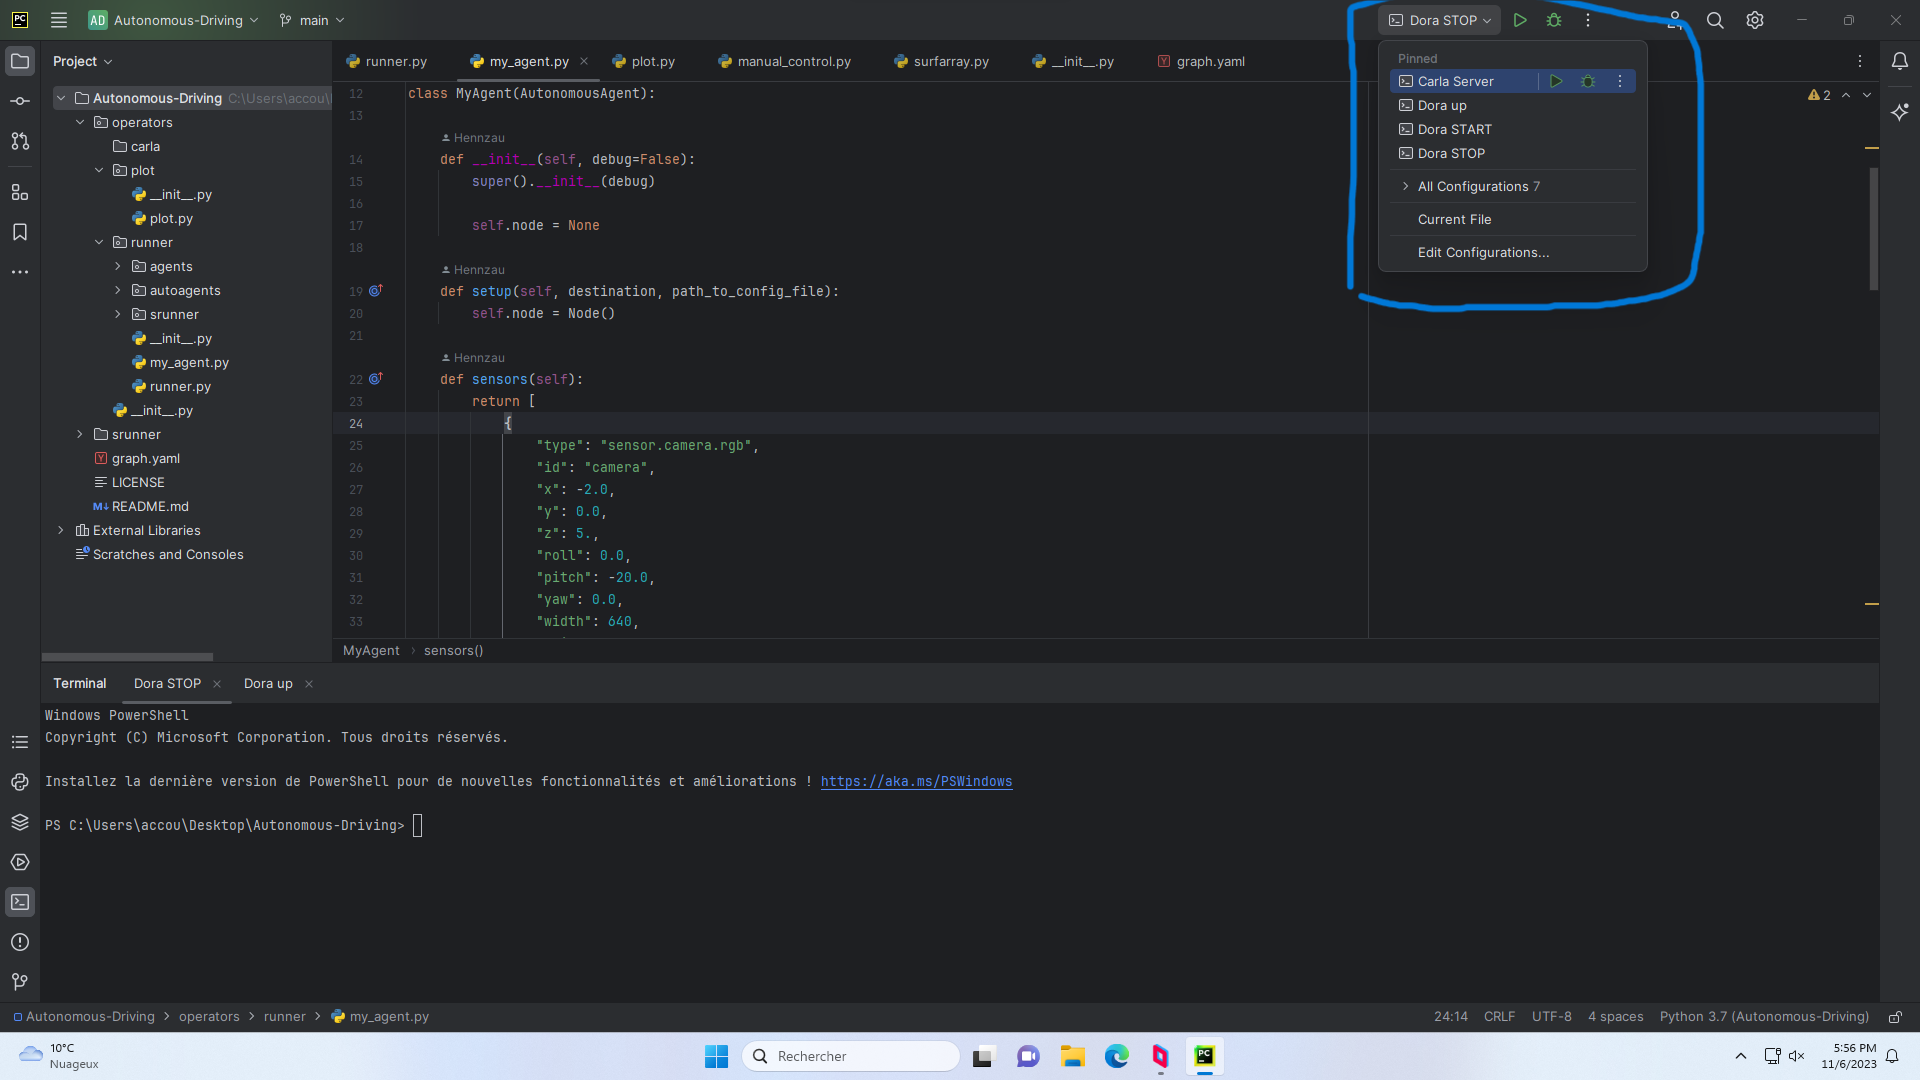 PC
AD Autonomous-Driving main
Dora STOP
Project
runner.py my_agent.py plot.py manual_control.py surfarray.py __init__.py graph.yaml
Pinned
Carla Server
Dora up
Dora START
Dora STOP
All Configurations 7
Current File
Edit Configurations...
2
Autonomous-Driving C:\Users\accou\
operators
carla
plot
__init__.py
plot.py
runner
agents
autoagents
srunner
__init__.py
my_agent.py
runner.py
__init__.py
srunner
graph.yaml
LICENSE
README.md
External Libraries
Scratches and Consoles
12 class MyAgent(AutonomousAgent):
13
Hennzau
14 def __init__(self, debug=False):
15 super().__init__(debug)
16
17 self.node = None
18
Hennzau
19 def setup(self, destination, path_to_config_file):
20 self.node = Node()
21
Hennzau
22 def sensors(self):
23 return [
24 {
25 "type": "sensor.camera.rgb",
26 "id": "camera",
27 "x": -2.0,
28 "y": 0.0,
29 "z": 5.,
30 "roll": 0.0,
31 "pitch": -20.0,
32 "yaw": 0.0,
33 "width": 640,
MyAgent > sensors()
Terminal Dora STOP Dora up
Windows PowerShell
Copyright (C) Microsoft Corporation. Tous droits réservés.
Installez la dernière version de PowerShell pour de nouvelles fonctionnalités et améliorations ! https://aka.ms/PSWindows
PS C:\Users\accou\Desktop\Autonomous-Driving>
Autonomous-Driving > operators > runner > my_agent.py
24:14 CRLF UTF-8 4 spaces Python 3.7 (Autonomous-Driving)
10°C
Nuageux
Rechercher
PC
5:56 PM
11/6/2023